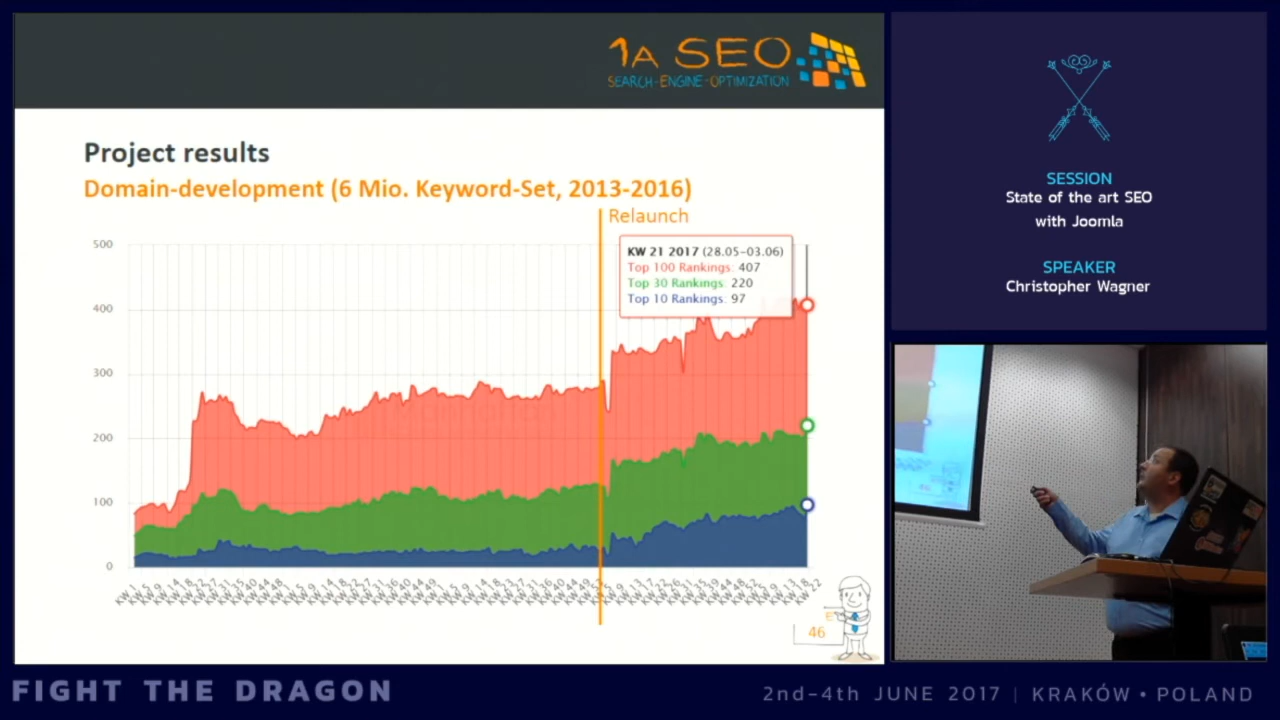 1A SEO
SEARCH-ENGINE-OPTIMIZATION
Project results
Domain-development (6 Mio. Keyword-Set, 2013-2016)
Relaunch
KW 21 2017 (28.05-03.06)
Top 100 Rankings: 407
Top 30 Rankings: 220
Top 10 Rankings: 97
500
400
300
200
100
0
46
SESSION
State of the art SEO
with Joomla
SPEAKER
Christopher Wagner
FIGHT THE DRAGON
2nd-4th JUNE 2017 | KRAKÓW • POLAND